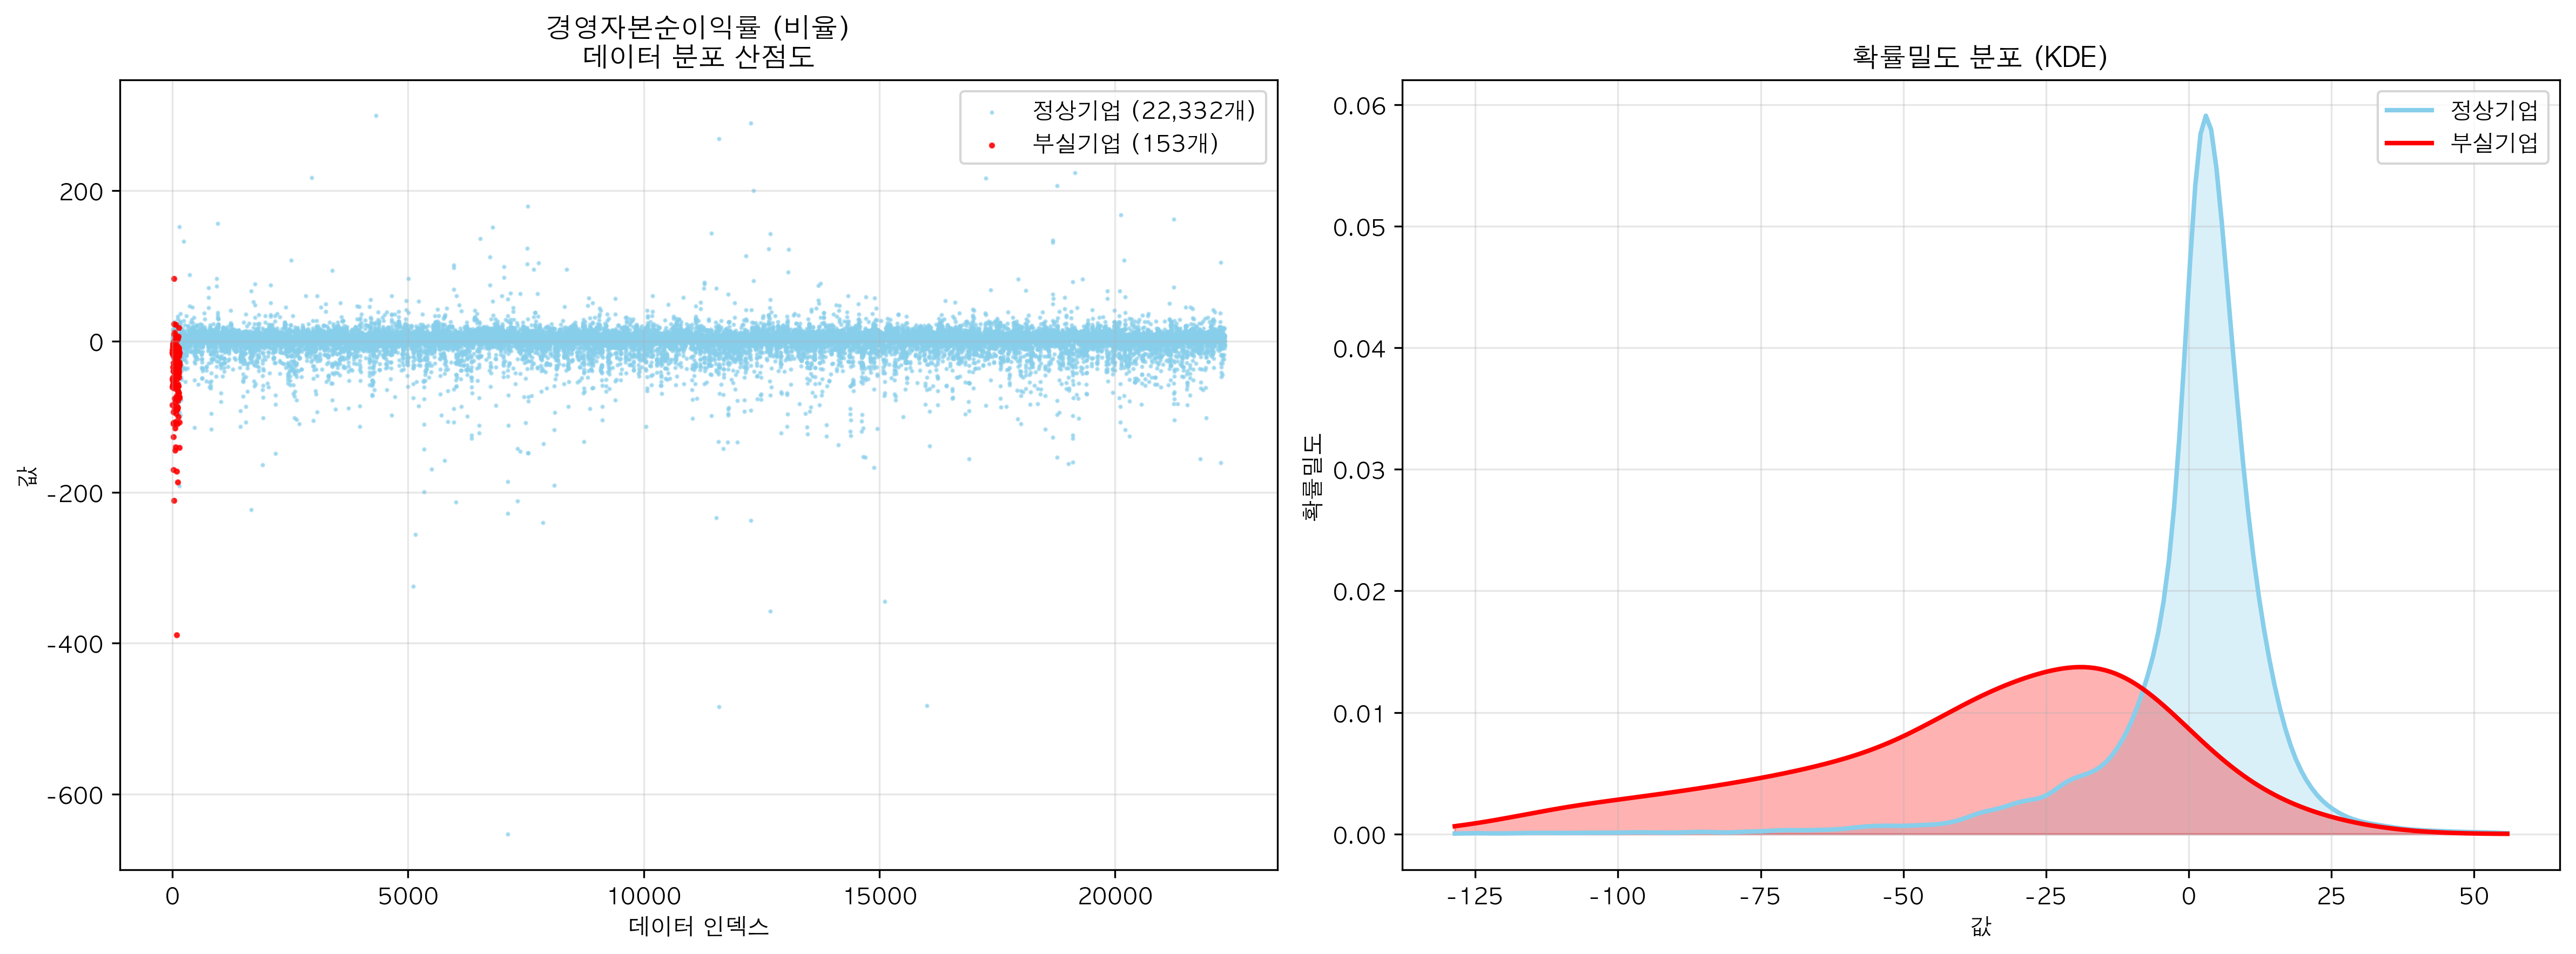 경영자본순이익률 (비율)
데이터 분포 산점도
정상기업 (22,332개)
부실기업 (153개)
값
200
0
-200
-400
-600
0
5000
10000
15000
20000
데이터 인덱스
확률밀도 분포 (KDE)
정상기업
부실기업
확률밀도
0.06
0.05
0.04
0.03
0.02
0.01
0.00
-125
-100
-75
-50
-25
0
25
50
값